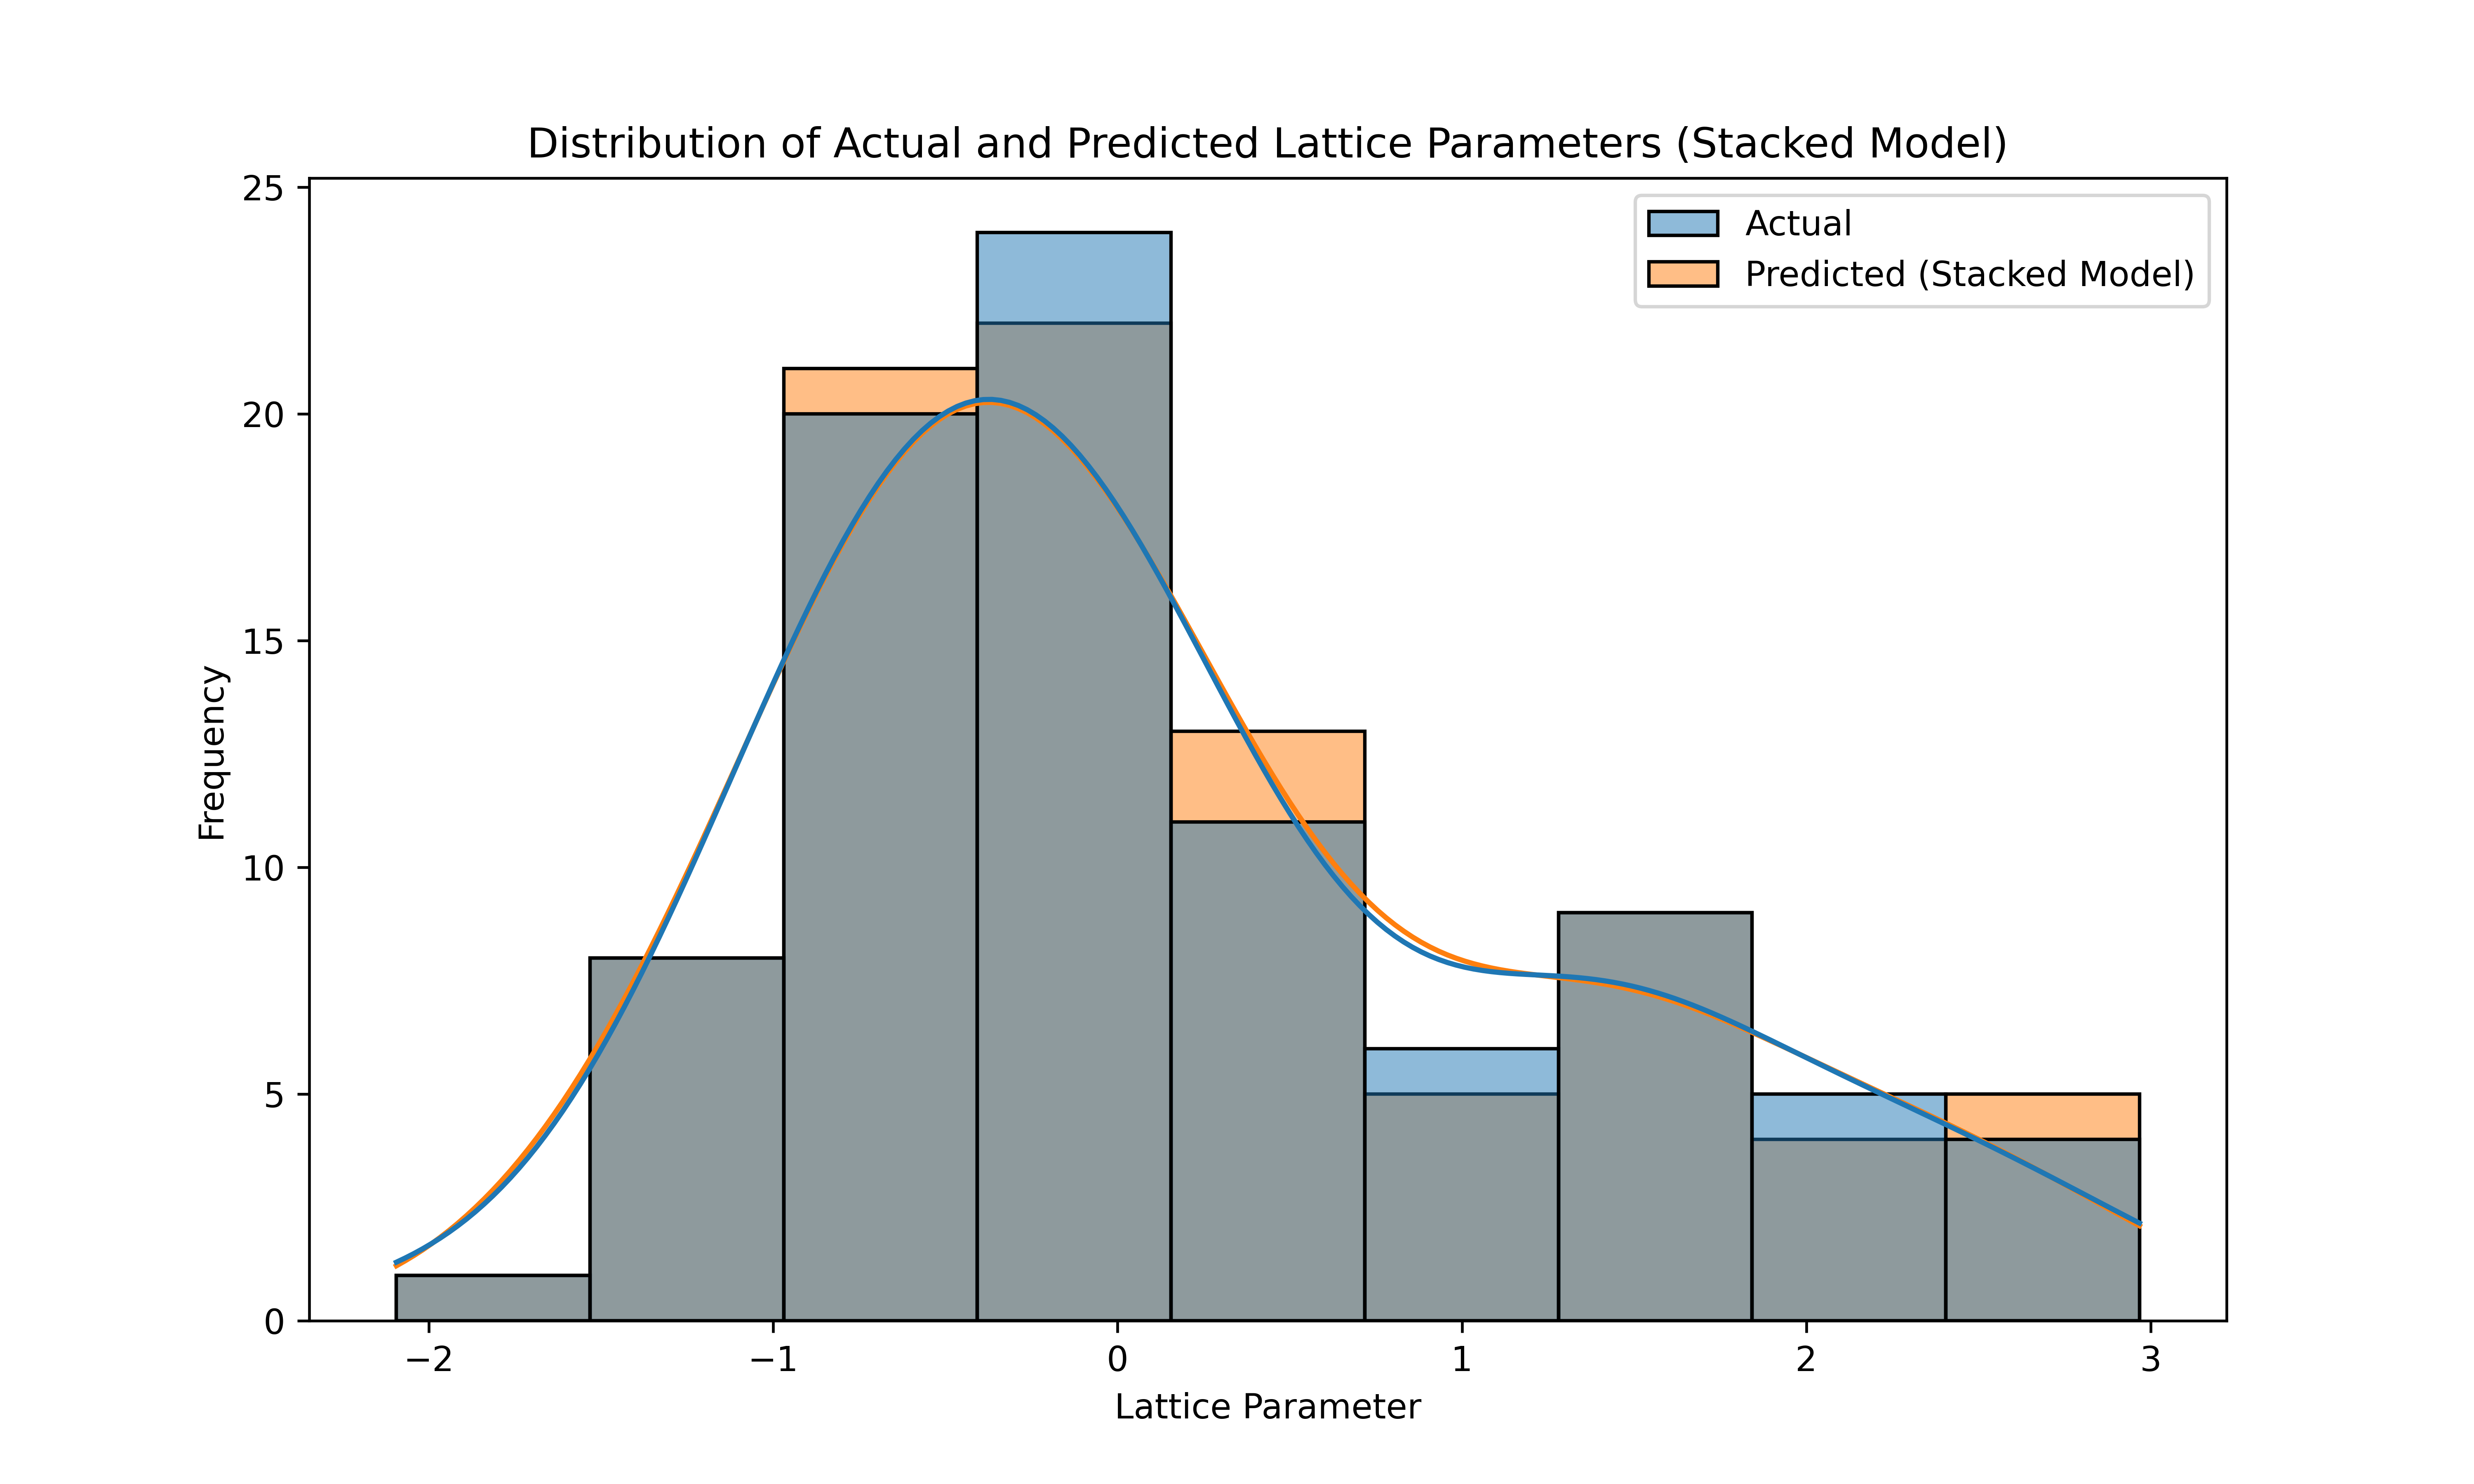 Distribution of Actual and Predicted Lattice Parameters (Stacked Model)
25
20
15
10
5
0
Frequency
Actual
Predicted (Stacked Model)
−2
−1
0
1
2
3
Lattice Parameter